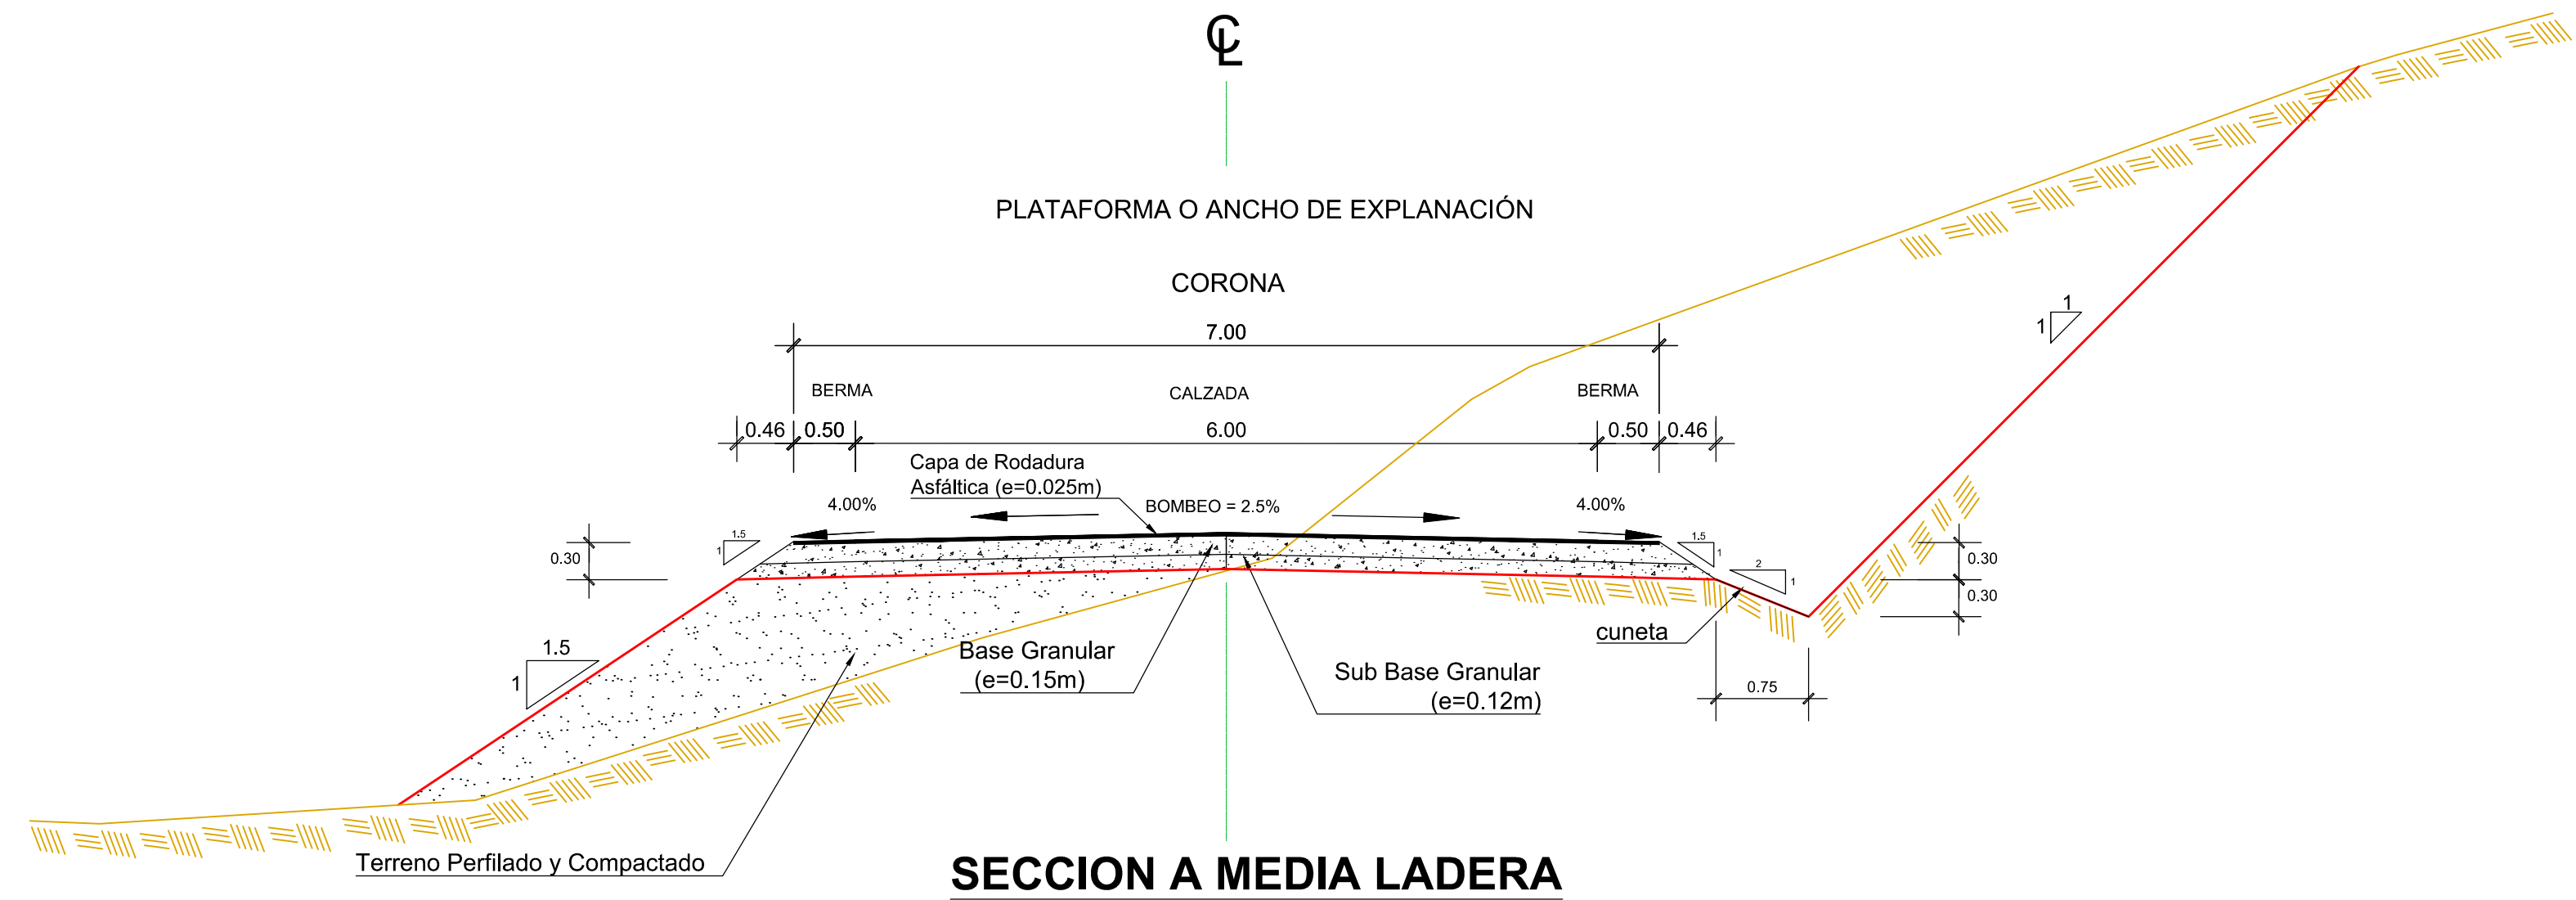 ℄
PLATAFORMA O ANCHO DE EXPLANACIÓN
CORONA
7.00
BERMA
CALZADA
BERMA
0.46
0.50
6.00
0.50
0.46
Capa de Rodadura
Asfáltica (e=0.025m)
4.00%
BOMBEO = 2.5%
4.00%
1
1
1.5
1
0.30
1.5
1
2
1
0.30
0.30
cuneta
1.5
1
Base Granular
(e=0.15m)
Sub Base Granular
(e=0.12m)
0.75
Terreno Perfilado y Compactado
SECCION A MEDIA LADERA